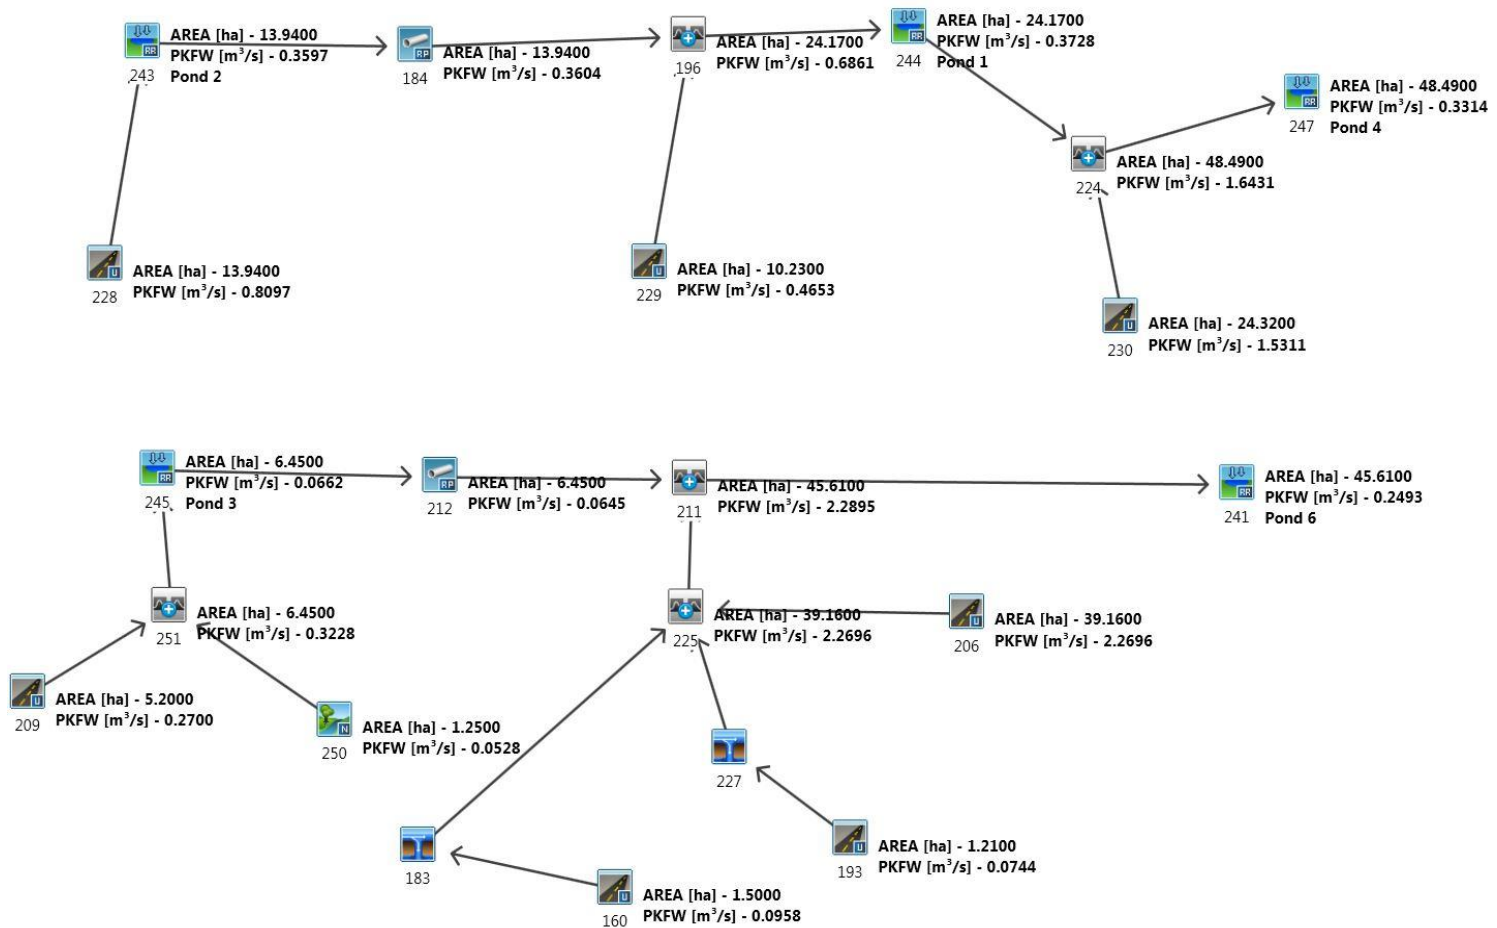 AREA [ha] - 13.9400
PKFW [m³/s] - 0.3597
Pond 2
RR
243
AREA [ha] - 13.9400
PKFW [m³/s] - 0.3604
RP
184
AREA [ha] - 24.1700
PKFW [m³/s] - 0.6861
196
AREA [ha] - 24.1700
PKFW [m³/s] - 0.3728
Pond 1
RR
244
AREA [ha] - 48.4900
PKFW [m³/s] - 0.3314
Pond 4
RR
247
AREA [ha] - 48.4900
PKFW [m³/s] - 1.6431
224
AREA [ha] - 13.9400
PKFW [m³/s] - 0.8097
U
228
AREA [ha] - 10.2300
PKFW [m³/s] - 0.4653
U
229
AREA [ha] - 24.3200
PKFW [m³/s] - 1.5311
U
230
AREA [ha] - 6.4500
PKFW [m³/s] - 0.0662
Pond 3
RR
245
AREA [ha] - 6.4500
PKFW [m³/s] - 0.0645
RP
212
AREA [ha] - 45.6100
PKFW [m³/s] - 2.2895
211
AREA [ha] - 45.6100
PKFW [m³/s] - 0.2493
Pond 6
RR
241
AREA [ha] - 6.4500
PKFW [m³/s] - 0.3228
251
AREA [ha] - 39.1600
PKFW [m³/s] - 2.2696
225
AREA [ha] - 39.1600
PKFW [m³/s] - 2.2696
U
206
AREA [ha] - 5.2000
PKFW [m³/s] - 0.2700
U
209
AREA [ha] - 1.2500
PKFW [m³/s] - 0.0528
N
250
227
AREA [ha] - 1.2100
PKFW [m³/s] - 0.0744
U
193
183
AREA [ha] - 1.5000
PKFW [m³/s] - 0.0958
U
160